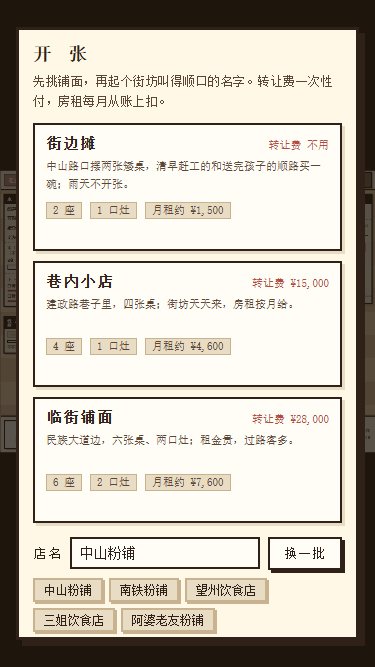 开 张
先挑铺面，再起个街坊叫得顺口的名字。转让费一次性
付，房租每月从账上扣。
街边摊
转让费 不用
中山路口摆两张矮桌，清早赶工的和送完孩子的顺路买一
碗；雨天不开张。
2 座
1 口灶
月租约 ¥1,500
巷内小店
转让费 ¥15,000
建政路巷子里，四张桌；街坊天天来，房租按月给。
4 座
1 口灶
月租约 ¥4,600
临街铺面
转让费 ¥28,000
民族大道边，六张桌、两口灶；租金贵，过路客多。
6 座
2 口灶
月租约 ¥7,600
店名
中山粉铺
换一批
中山粉铺
南铁粉铺
望州饮食店
三姐饮食店
阿婆老友粉铺